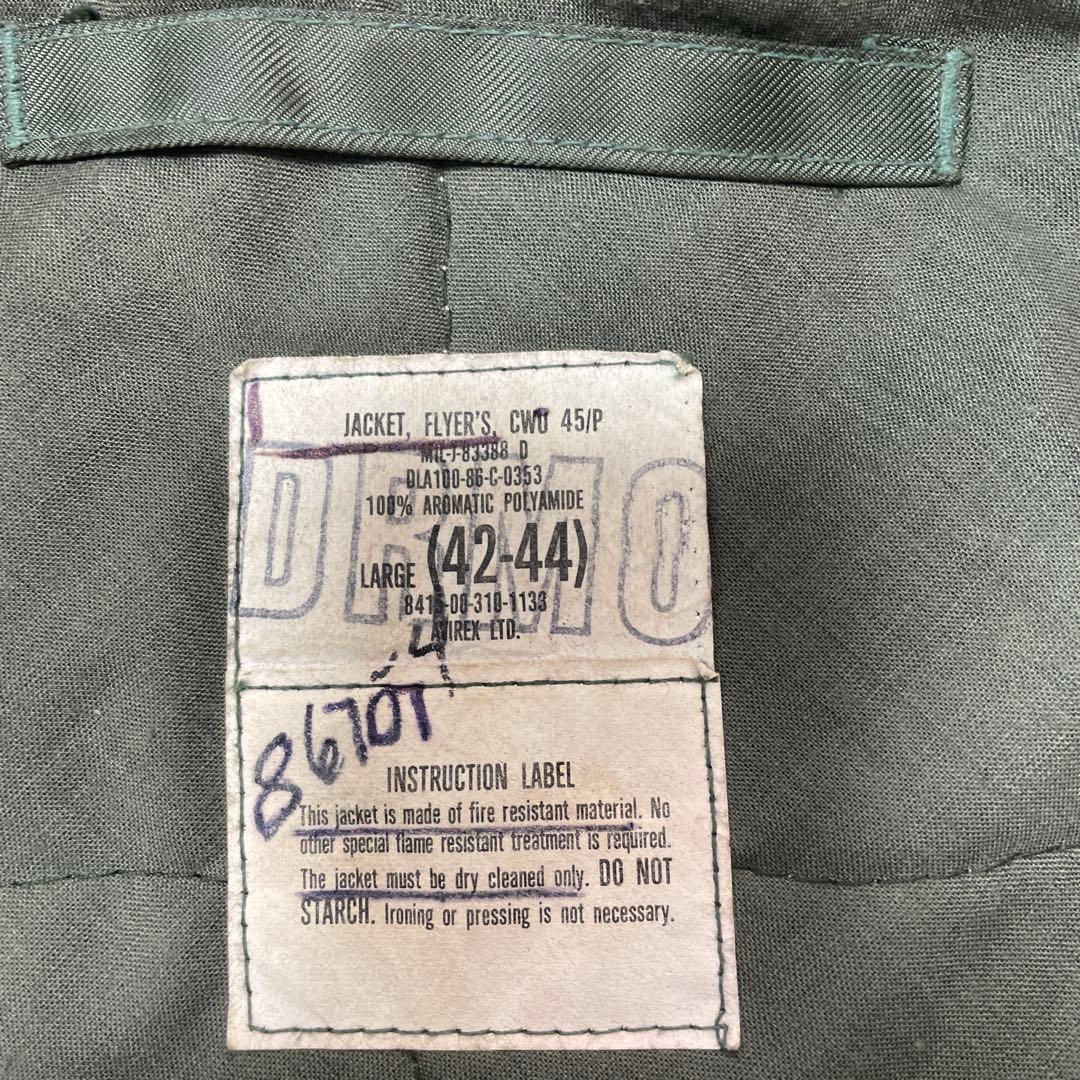 JACKET, FLYER'S, CWU 45/P
MIL-J-83388 D
DLA100-86-C-0353
100% AROMATIC POLYAMIDE
LARGE (42-44)
8415-00-310-1133
AVIREX LTD.
DRMO
86707-4
INSTRUCTION LABEL
This jacket is made of fire resistant material. No
other special flame resistant treatment is required.
The jacket must be dry cleaned only. DO NOT
STARCH. Ironing or pressing is not necessary.